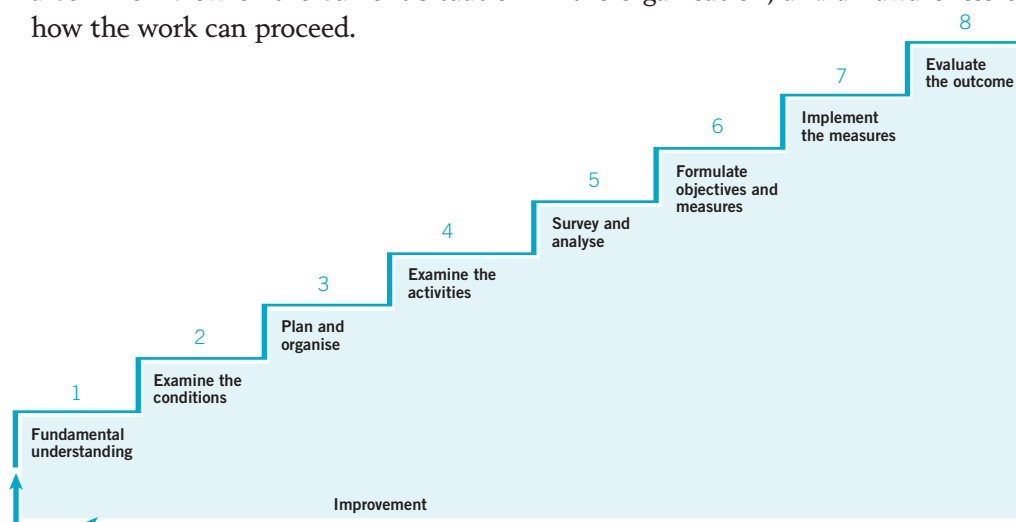 how the work can proceed.
8
Evaluate
the outcome
7
Implement
the measures
6
Formulate
objectives and
measures
5
Survey and
analyse
4
Examine the
activities
3
Plan and
organise
2
Examine the
conditions
1
Fundamental
understanding
Improvement